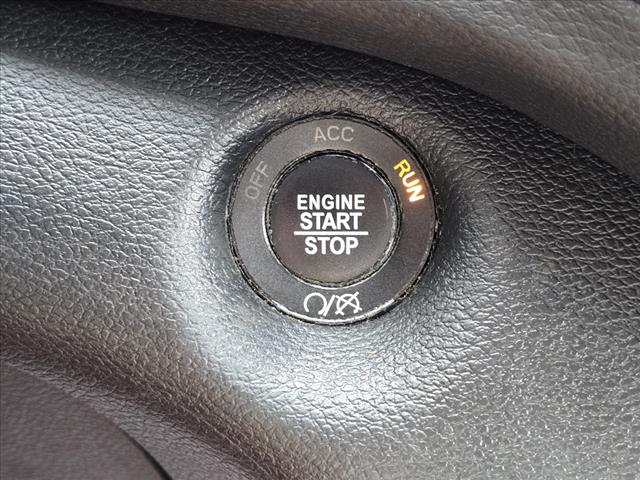 OFF
ACC
RUN
ENGINE
START
STOP